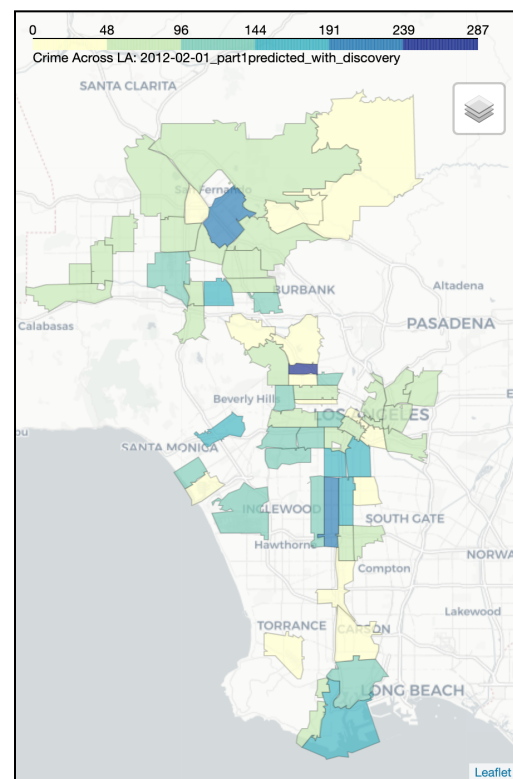 0 48 96 144 191 239 287
Crime Across LA: 2012-02-01_part1predicted_with_discovery
SANTA CLARITA
San Fernando
BURBANK
Altadena
Calabasas
PASADENA
Beverly Hills
LOS ANGELES
SANTA MONICA
INGLEWOOD
SOUTH GATE
Hawthorne
NORWA
Compton
Lakewood
TORRANCE
CARSON
LONG BEACH
Leaflet